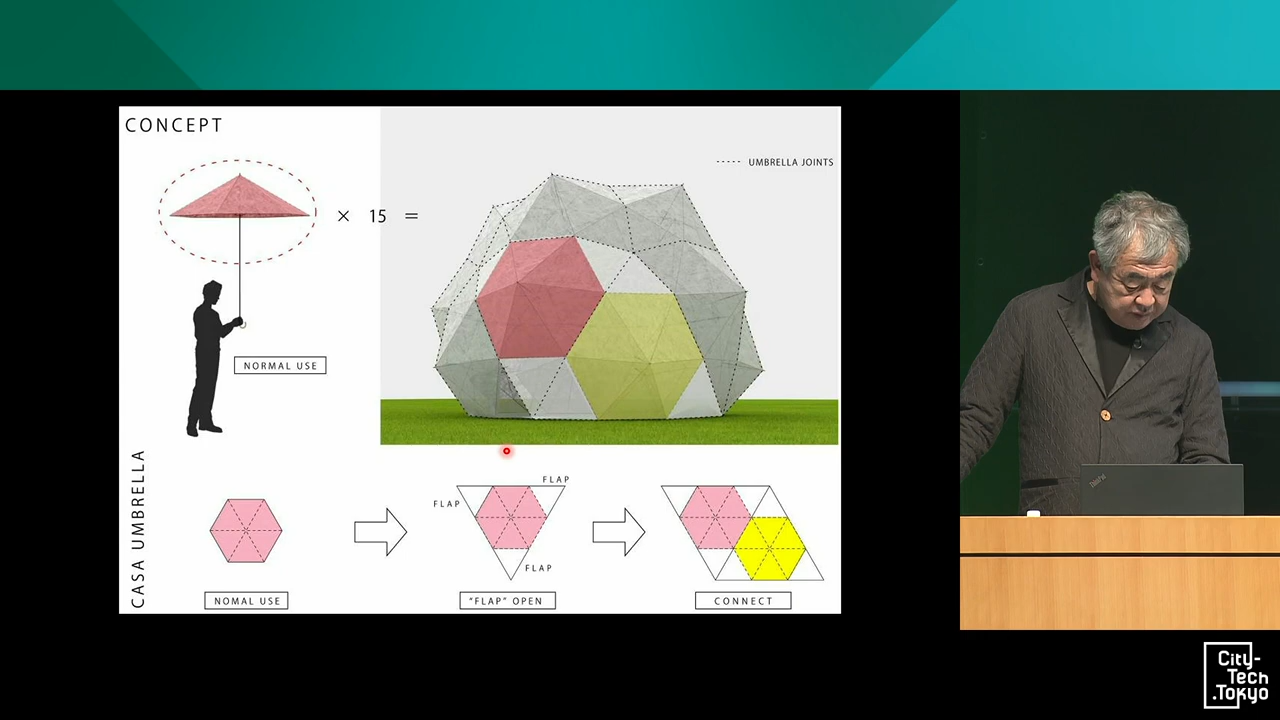 CONCEPT
× 15 =
UMBRELLA JOINTS
NORMAL USE
CASA UMBRELLA
FLAP
FLAP
FLAP
NOMAL USE
"FLAP" OPEN
CONNECT
ThinkPad
City-
Tech
.Tokyo